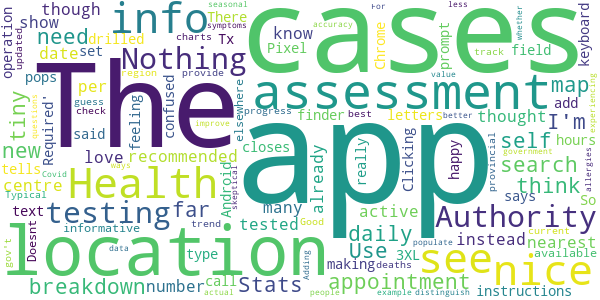 The
app
cases
location
assessment
Health
testing
Authority
see
nice
info
Nothing
daily
Stats
appointment
breakdown
new
tiny
far
self
search
think
I'm
map
need
centre
Use
date
many
love
text
number
confused
recommended
instead
nearest
active
already
tested
thought
finder
letters
prompt
Pixel
know
field
add
happy
hours
instructions
making
3XL
type
call
tells
pops
show
though
drilled
There
set
Tx
per
said
feeling
Required'
operation
updated
elsewhere
Android
closes
really
Clicking
Chrome
keyboard
best
says
So
available
provincial
informative
Good
trend
guess
check
region
charts
provide
progress
skeptical
seasonal
symptoms
accuracy
track
whether
For
less
value
better
experiencing
government
allergies
current
populate
example
distinguish
deaths
people
actual
Adding
data
ways
improve
Covid
Typical
questions
gov't
Doesnt